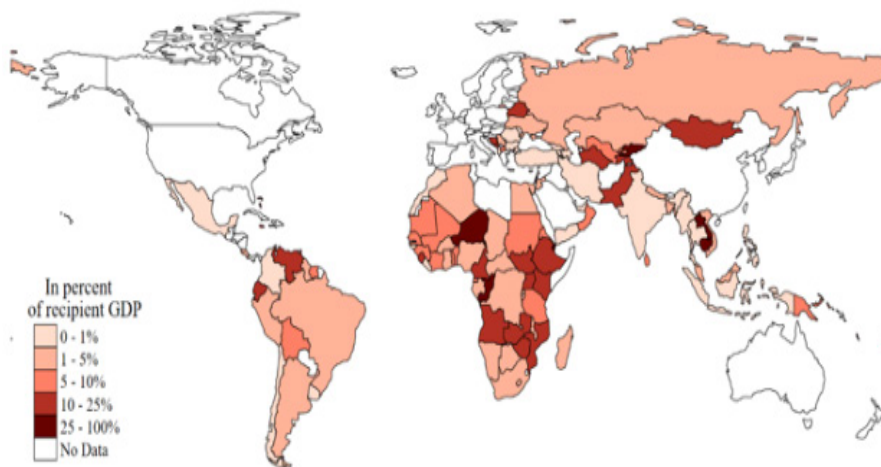 In percent
of recipient GDP
0 - 1%
1 - 5%
5 - 10%
10 - 25%
25 - 100%
No Data